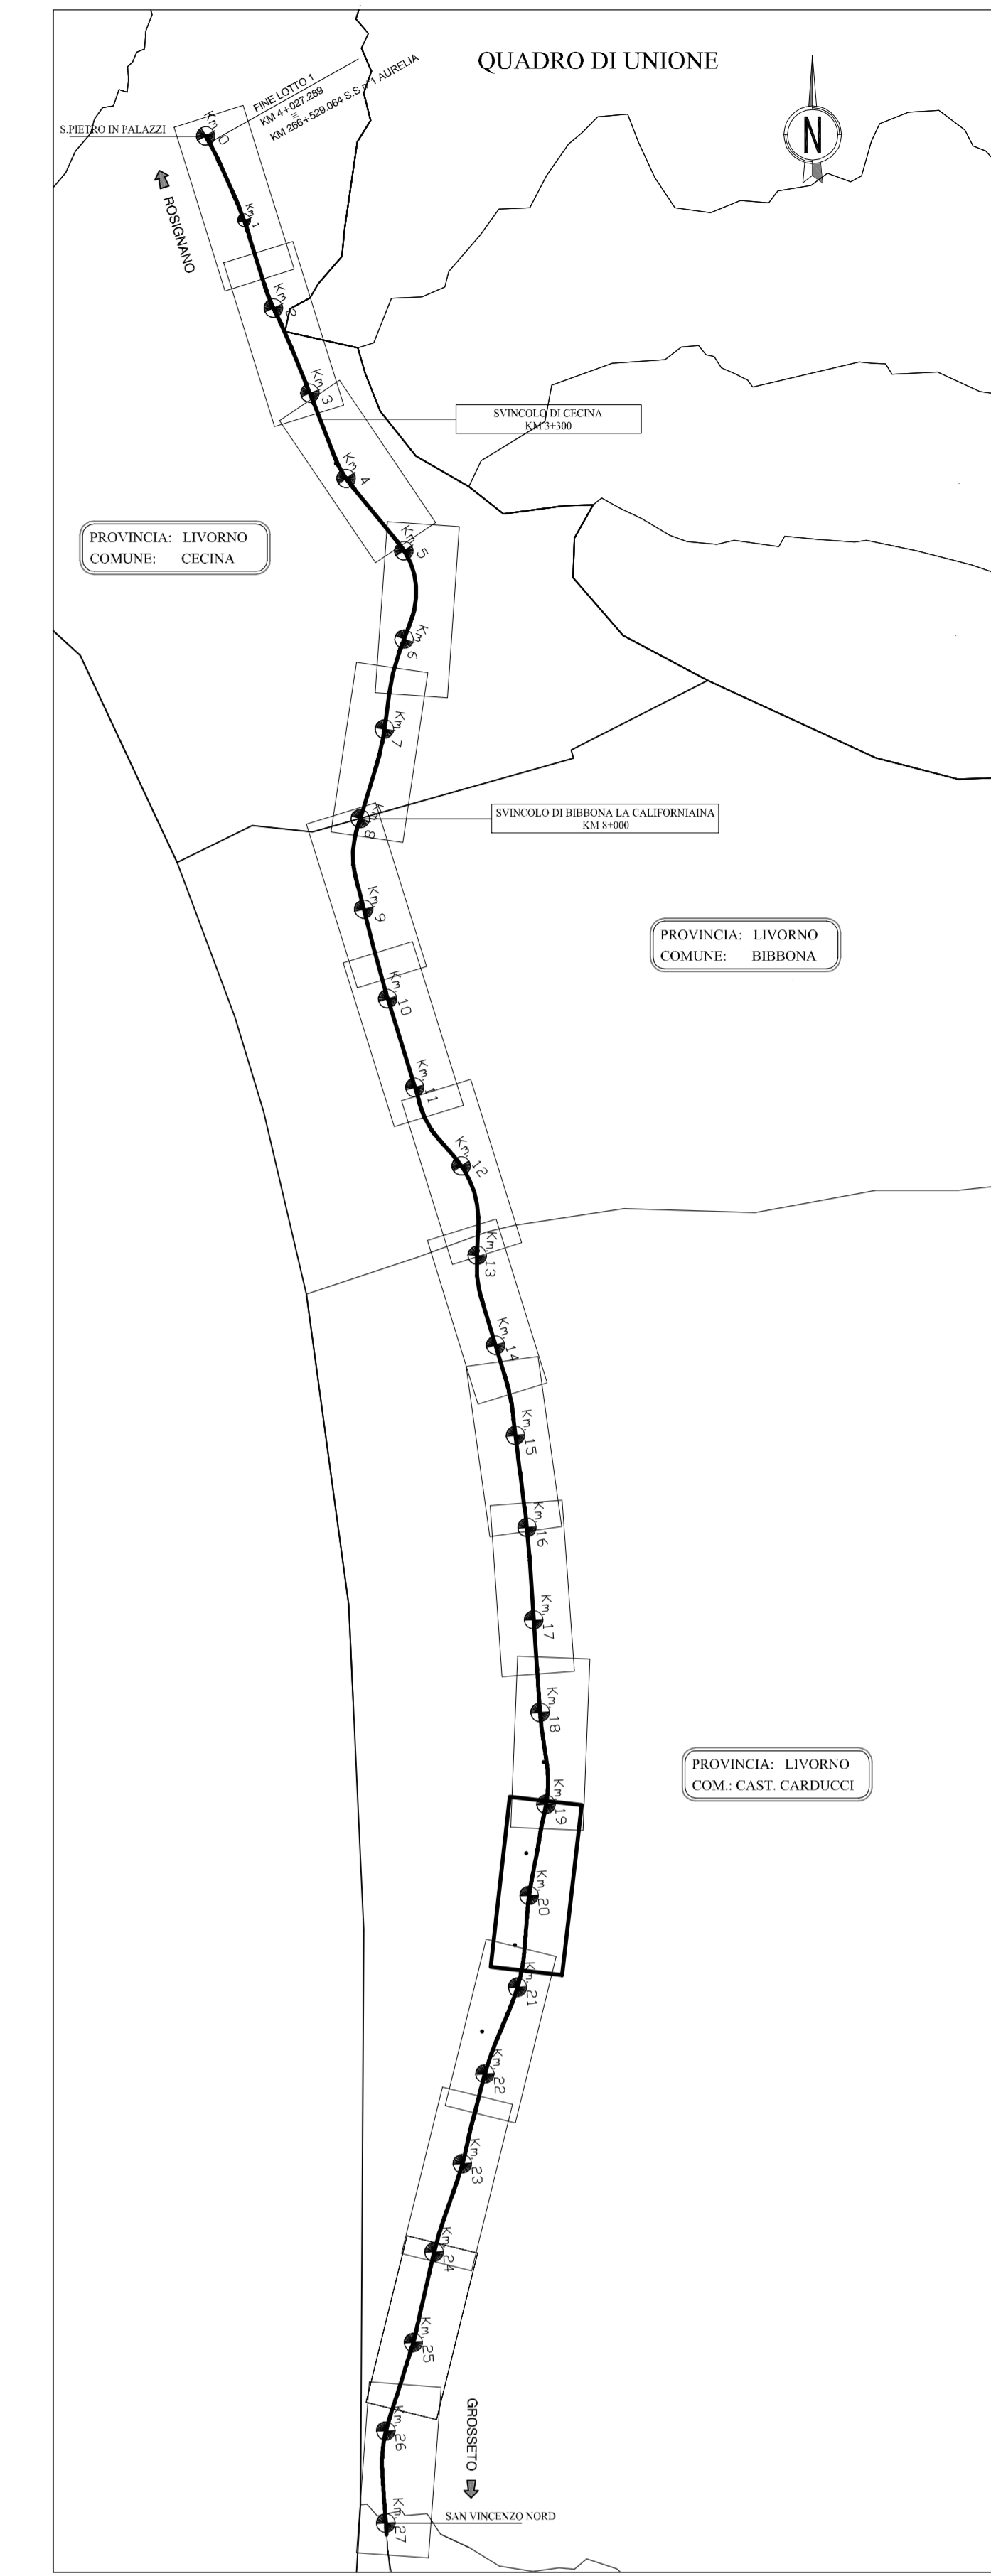 QUADRO DI UNIONE
FINE LOTTO 1
KM 4+027.289
=
KM 266+529.064 S.S n°1 AURELIA
S.PIETRO IN PALAZZI
N
Km. 0
ROSIGNANO
Km. 1
Km. 2
Km. 3
SVINCOLO DI CECINA
KM 3+300
Km. 4
PROVINCIA: LIVORNO
COMUNE: CECINA
Km. 5
Km. 6
Km. 7
SVINCOLO DI BIBBONA LA CALIFORNIAINA
KM 8+000
Km. 8
Km. 9
PROVINCIA: LIVORNO
COMUNE: BIBBONA
Km. 10
Km. 11
Km. 12
Km. 13
Km. 14
Km. 15
Km. 16
Km. 17
Km. 18
PROVINCIA: LIVORNO
COM.: CAST. CARDUCCI
Km. 19
Km. 20
Km. 21
Km. 22
Km. 23
Km. 24
Km. 25
GROSSETO
Km. 26
SAN VINCENZO NORD
Km. 27